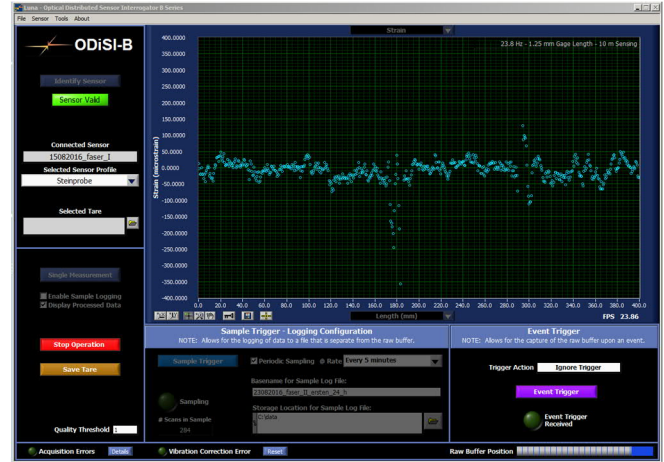 Luna - Optical Distributed Sensor Interrogator B Series
File Sensor Tools About
ODiSI-B
Identify Sensor
Sensor Valid
Connected Sensor
15082016_faser_I
Selected Sensor Profile
Steinprobe
Selected Tare
Single Measurement
Enable Sample Logging
Display Processed Data
Stop Operation
Save Tare
Quality Threshold 1
Strain
23.8 Hz - 1.25 mm Gage Length - 10 m Sensing
Strain (microstrain)
400.0000
350.0000
300.0000
250.0000
200.0000
150.0000
100.0000
50.0000
0.0000
-50.0000
-100.0000
-150.0000
-200.0000
-250.0000
-300.0000
-350.0000
-400.0000
0.0 20.0 40.0 60.0 80.0 100.0 120.0 140.0 160.0 180.0 200.0 220.0 240.0 260.0 280.0 300.0 320.0 340.0 360.0 380.0 400.0
Length (mm)
FPS 23.86
Sample Trigger - Logging Configuration
NOTE: Allows for the logging of data to a file that is separate from the raw buffer.
Sample Trigger
Periodic Sampling @ Rate Every 5 minutes
Basename for Sample Log File:
23082016_faser_II_ersten_24_h
Sampling
Storage Location for Sample Log File:
C:\data
# Scans in Sample
284
Event Trigger
NOTE: Allows for the capture of the raw buffer upon an event.
Trigger Action Ignore Trigger
Event Trigger
Event Trigger
Received
Acquisition Errors Details
Vibration Correction Error Reset
Raw Buffer Position